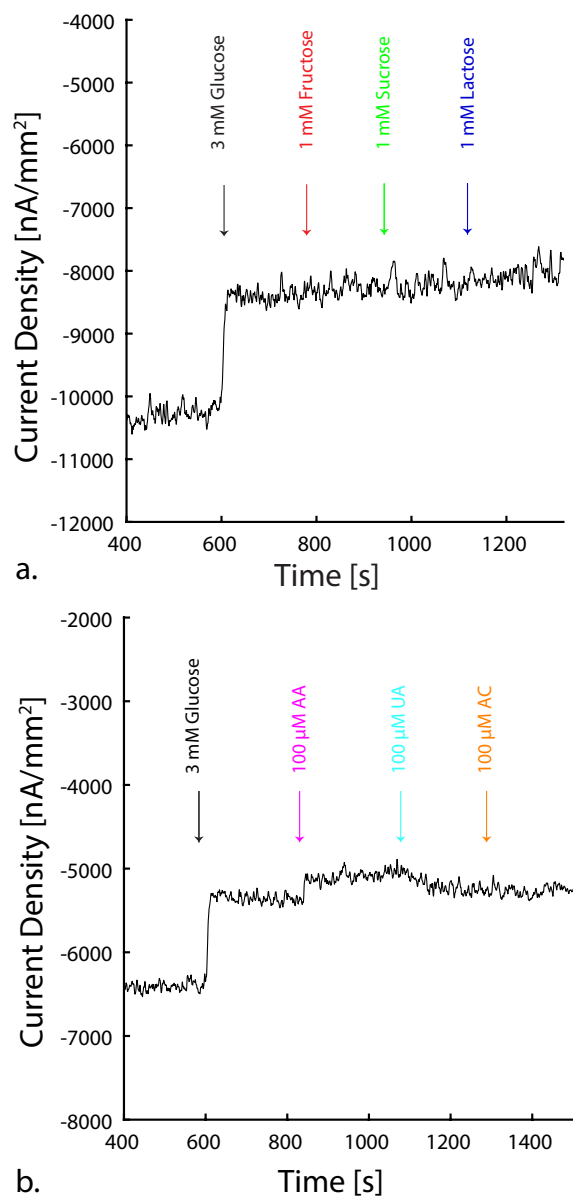 -4000
-5000
-6000
-7000
-8000
-9000
-10000
-11000
-12000
Current Density [nA/mm²]
3 mM Glucose
1 mM Fructose
1 mM Sucrose
1 mM Lactose
400
600
800
1000
1200
Time [s]
a.
-2000
-3000
-4000
-5000
-6000
-7000
-8000
Current Density [nA/mm²]
3 mM Glucose
100 µM AA
100 µM UA
100 µM AC
400
600
800
1000
1200
1400
Time [s]
b.